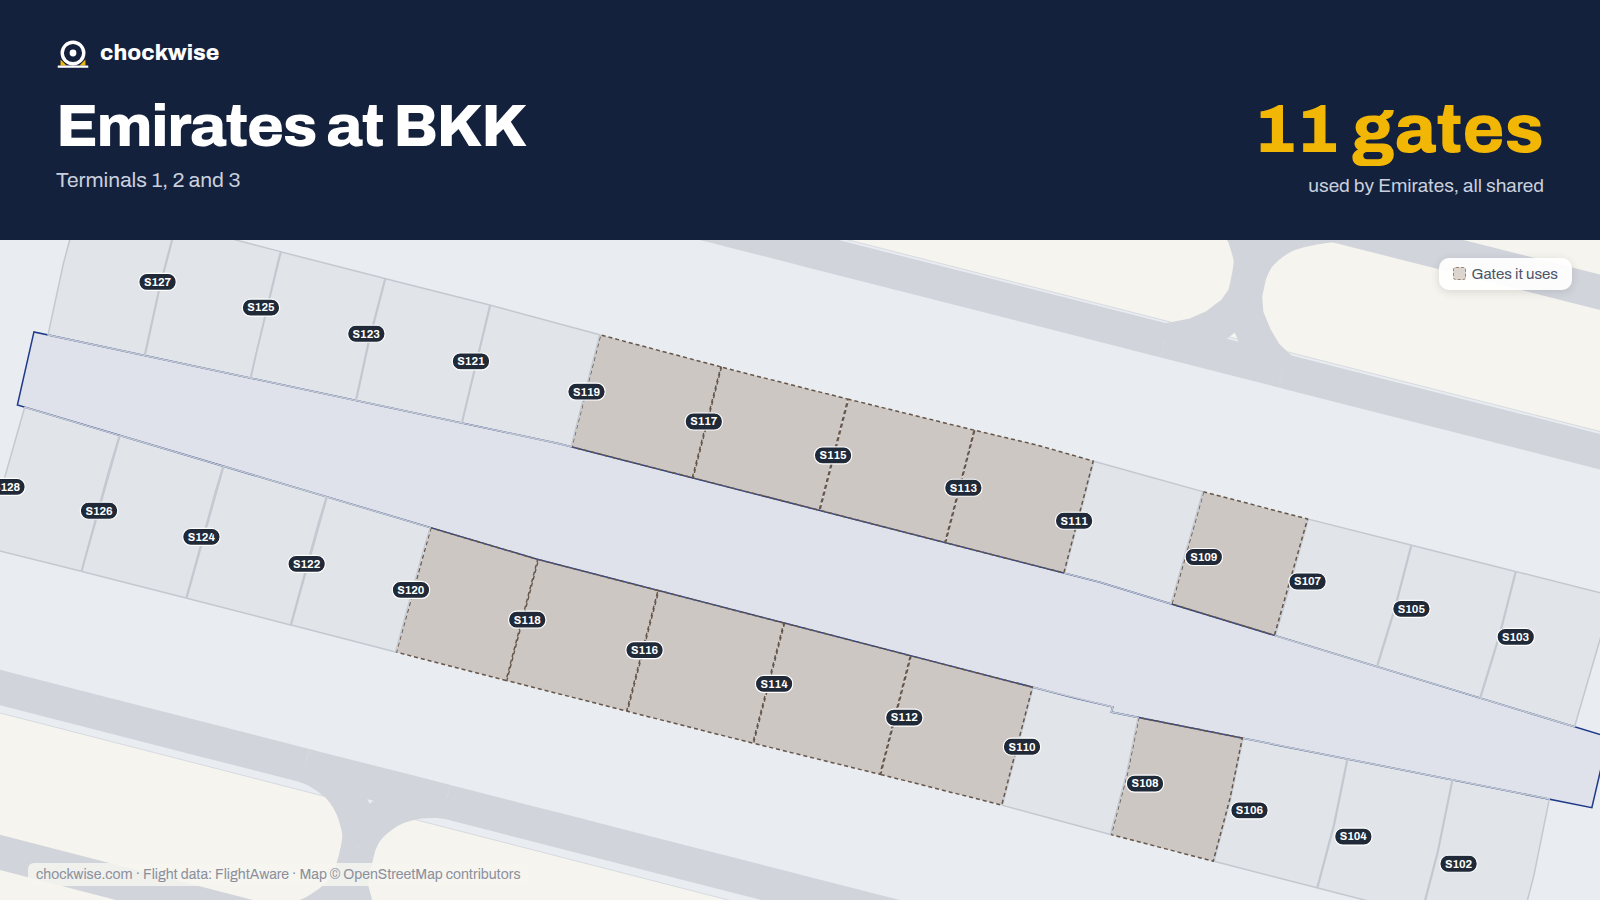 chockwise
Emirates at BKK
Terminals 1, 2 and 3
11 gates
used by Emirates, all shared
Gates it uses
S127
S125
S123
S121
S119
S117
S115
S113
S111
S109
S107
S105
S103
128
S126
S124
S122
S120
S118
S116
S114
S112
S110
S108
S106
S104
S102
chockwise.com · Flight data: FlightAware · Map © OpenStreetMap contributors